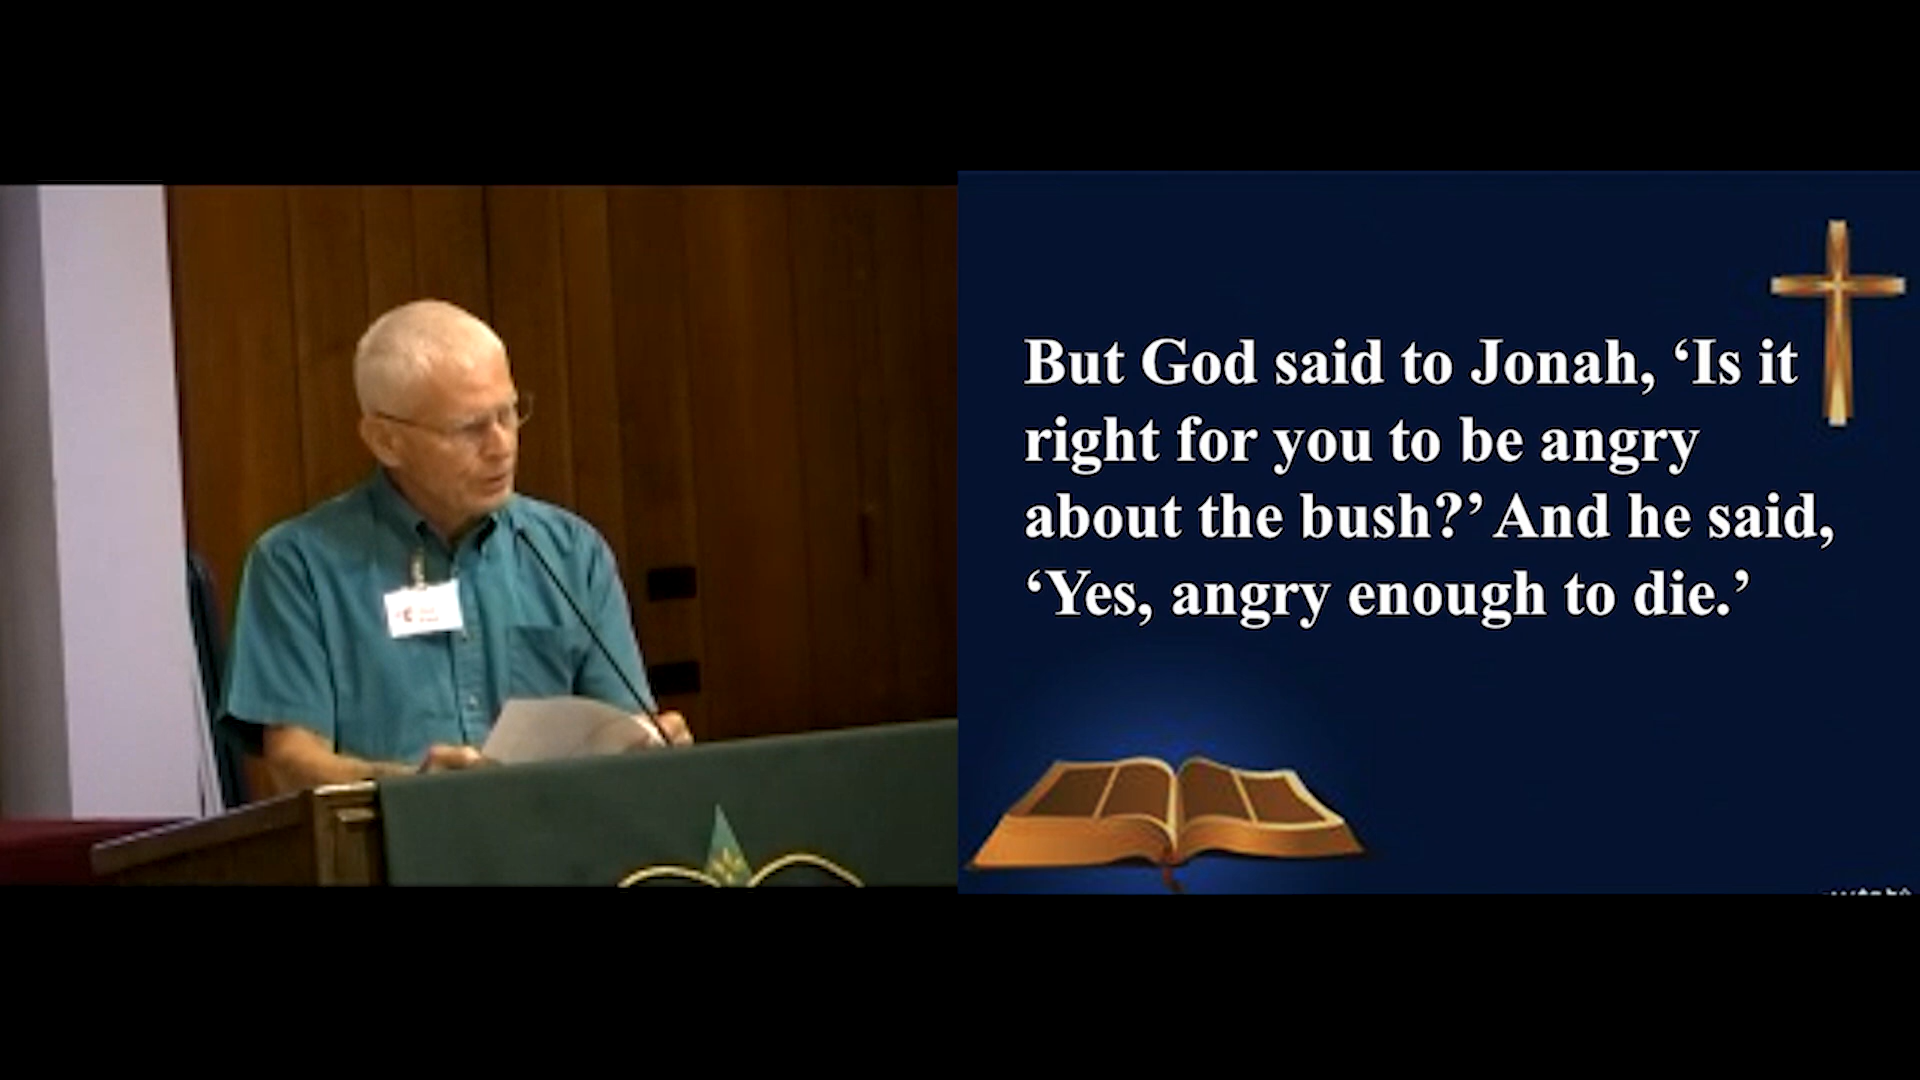 But God said to Jonah, ‘Is it
right for you to be angry
about the bush?’ And he said,
‘Yes, angry enough to die.’